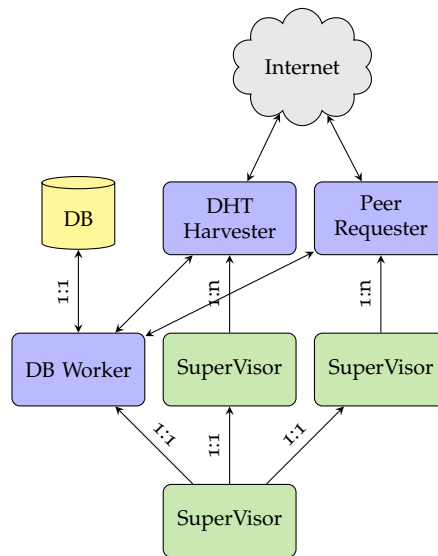 Internet
DB
DHT
Harvester
Peer
Requester
1:1
1:n
1:n
DB Worker
SuperVisor
SuperVisor
1:1
1:1
1:1
SuperVisor